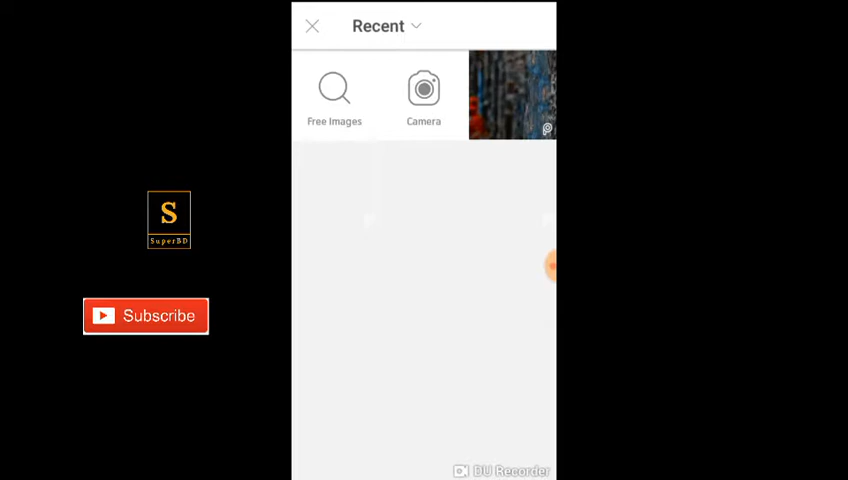 Recent
Free Images
Camera
S
SuperBD
Subscribe
DU Recorder